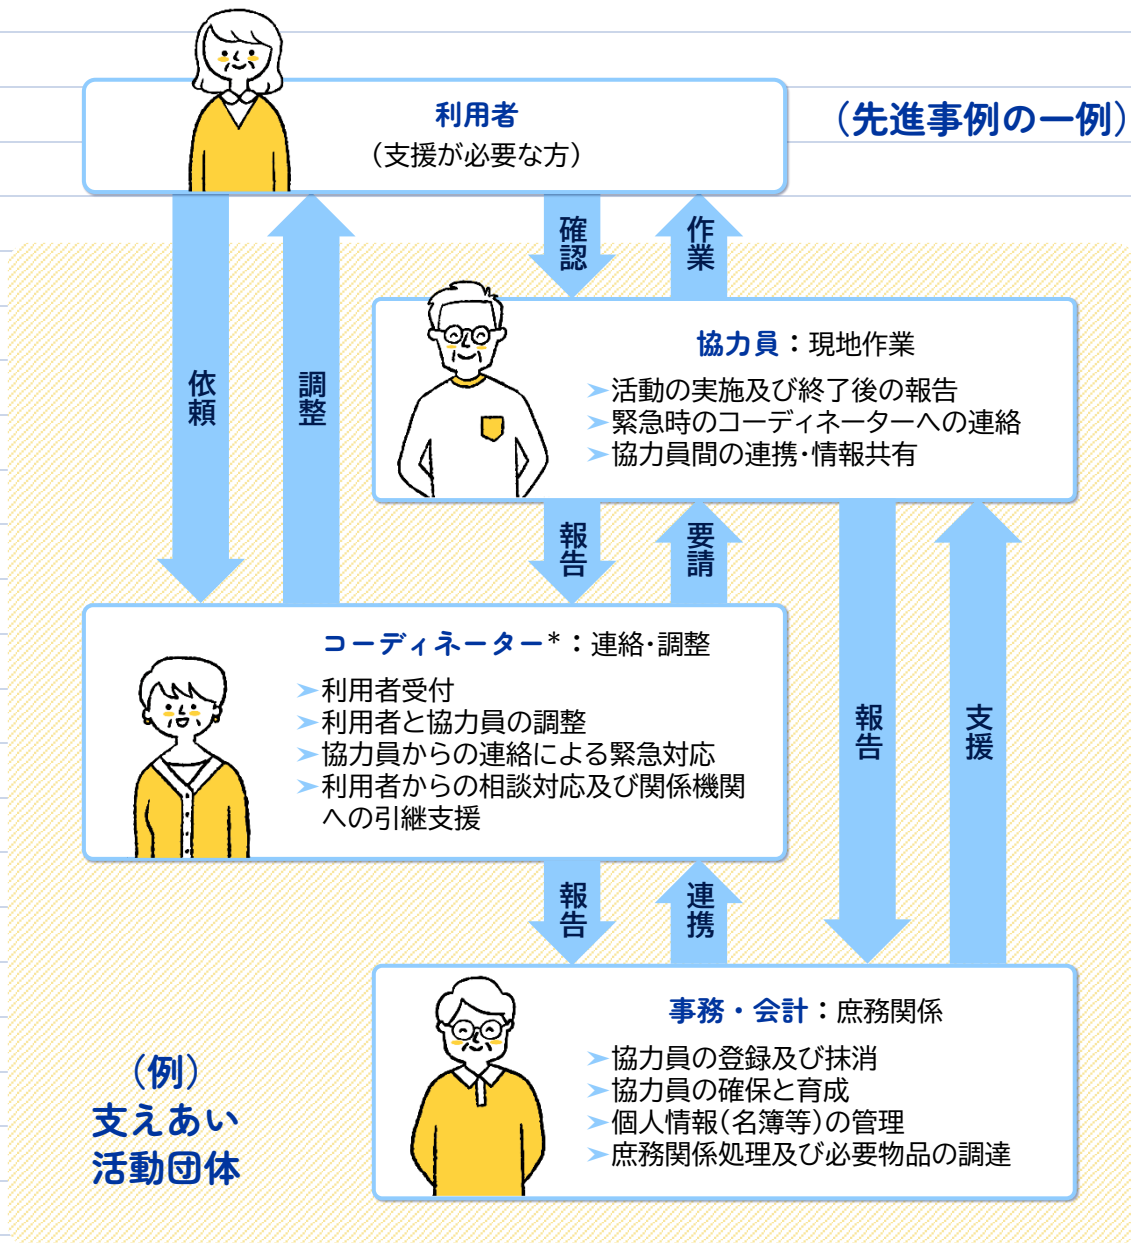 利用者
（支援が必要な方）
（先進事例の一例）
依頼
調整
確認
作業
協力員：現地作業
➤活動の実施及び終了後の報告
➤緊急時のコーディネーターへの連絡
➤協力員間の連携・情報共有
報告
要請
コーディネーター*：連絡・調整
➤利用者受付
➤利用者と協力員の調整
➤協力員からの連絡による緊急対応
➤利用者からの相談対応及び関係機関
への引継支援
報告
支援
報告
連携
事務・会計：庶務関係
➤協力員の登録及び抹消
➤協力員の確保と育成
➤個人情報（名簿等）の管理
➤庶務関係処理及び必要物品の調達
（例）
支えあい
活動団体